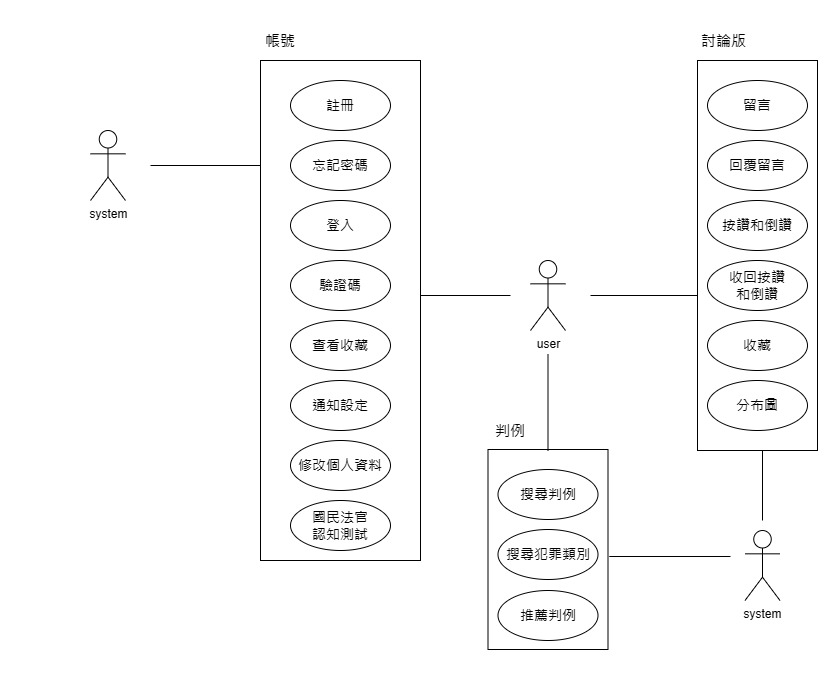 帳號
註冊
忘記密碼
登入
驗證碼
查看收藏
通知設定
修改個人資料
國民法官
認知測試
system
user
討論版
留言
回覆留言
按讚和倒讚
收回按讚
和倒讚
收藏
分布圖
判例
搜尋判例
搜尋犯罪類別
推薦判例
system